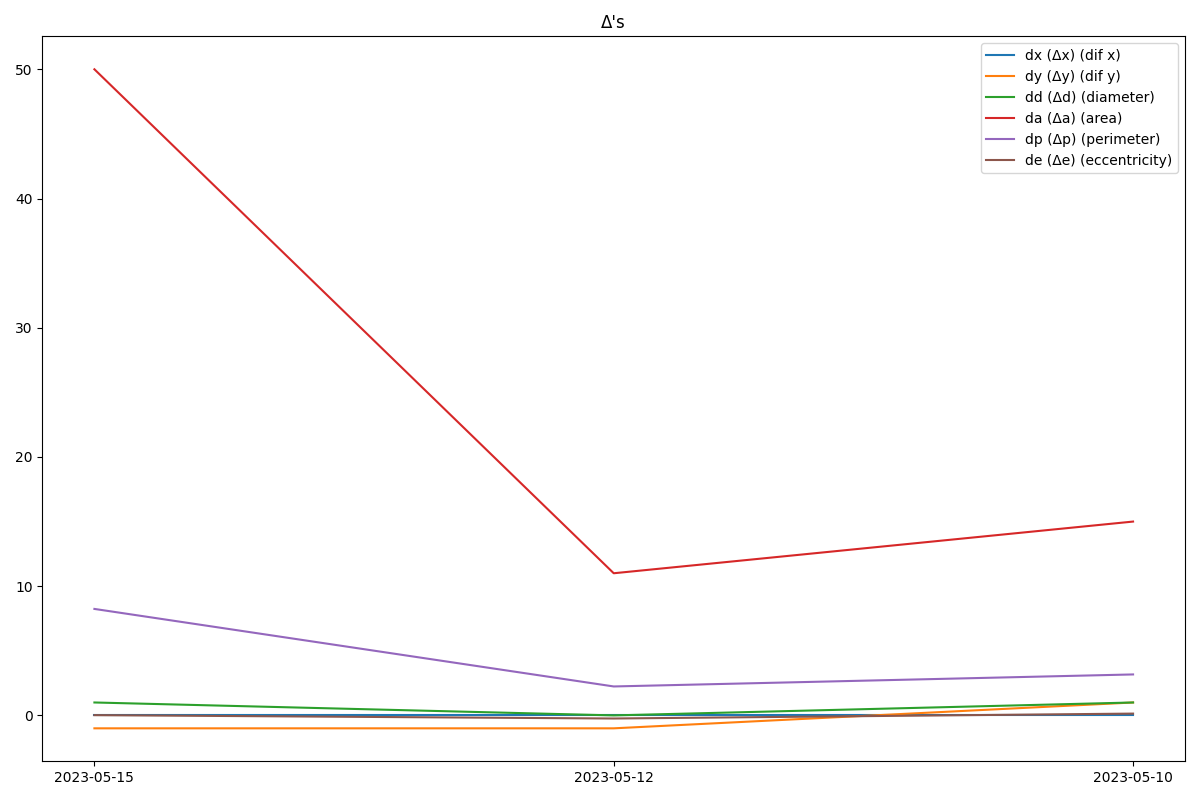 Δ's
dx (Δx) (dif x)
dy (Δy) (dif y)
dd (Δd) (diameter)
da (Δa) (area)
dp (Δp) (perimeter)
de (Δe) (eccentricity)
50
40
30
20
10
0
2023-05-15
2023-05-12
2023-05-10